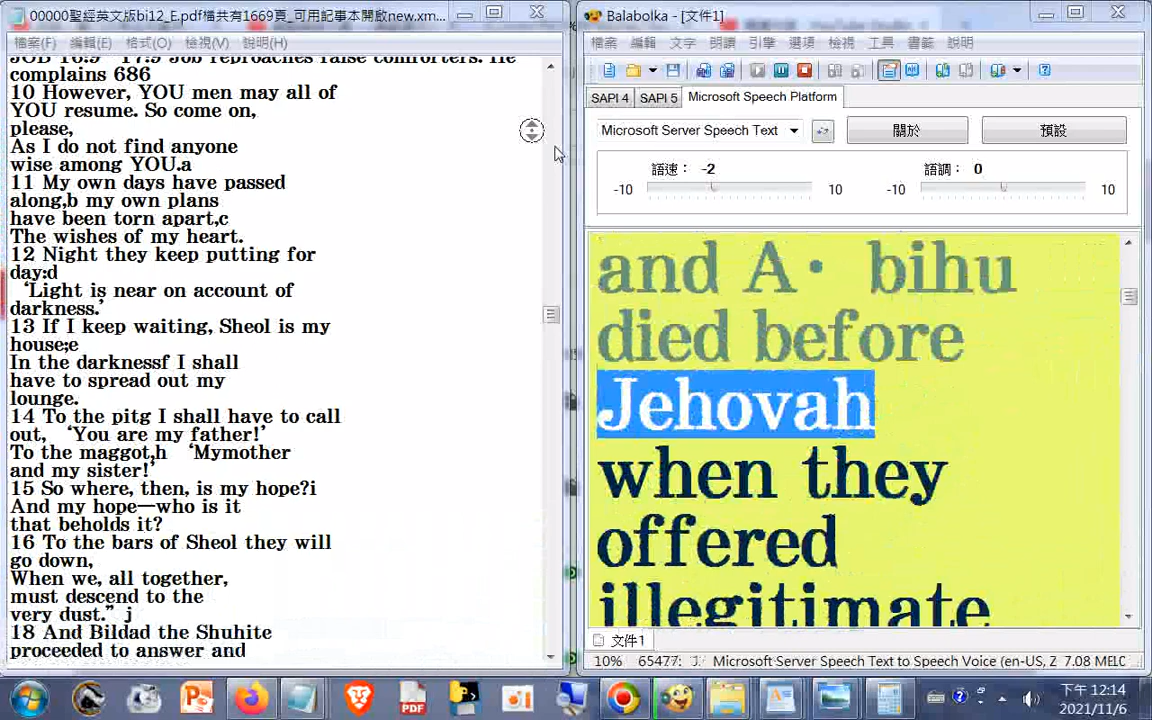 00000聖經英文版bi12_E.pdf檔共有1669頁_可用記事本開啟new.xm...
檔案(F) 編輯(E) 格式(O) 檢視(V) 說明(H)
JOB 16:9—17:9 Job reproaches false comforters. He
complains 686
10 However, YOU men may all of
YOU resume. So come on,
please,
As I do not find anyone
wise among YOU.a
11 My own days have passed
along,b my own plans
have been torn apart,c
The wishes of my heart.
12 Night they keep putting for
day:d
‘Light is near on account of
darkness.’
13 If I keep waiting, Sheol is my
house;e
In the darknessf I shall
have to spread out my
lounge.
14 To the pitg I shall have to call
out, ‘You are my father!’
To the maggot,h ‘Mymother
and my sister!’
15 So where, then, is my hope?i
And my hope—who is it
that beholds it?
16 To the bars of Sheol they will
go down,
When we, all together,
must descend to the
very dust.” j
18 And Bildad the Shuhite
proceeded to answer and
Balabolka - [文件1]
檔案 編輯 文字 朗讀 引擎 選項 檢視 工具 書籤 說明
SAPI 4 SAPI 5 Microsoft Speech Platform
Microsoft Server Speech Text 關於 預設
語速： -2 語調： 0
-10 10 -10 10
and A· bihu
died before
Jehovah
when they
offered
illegitimate
文件1
10% 65477: Microsoft Server Speech Text to Speech Voice (en-US, Z 7.08 MELC
下午 12:14
2021/11/6